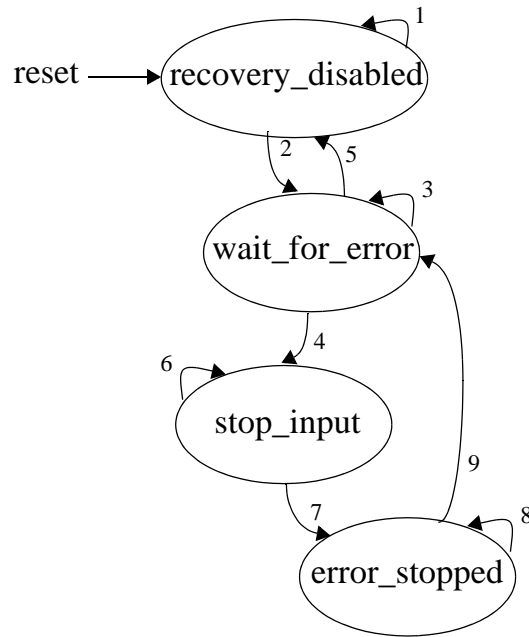 1
reset
recovery_disabled
2
5
3
wait_for_error
4
6
stop_input
9
7
8
error_stopped